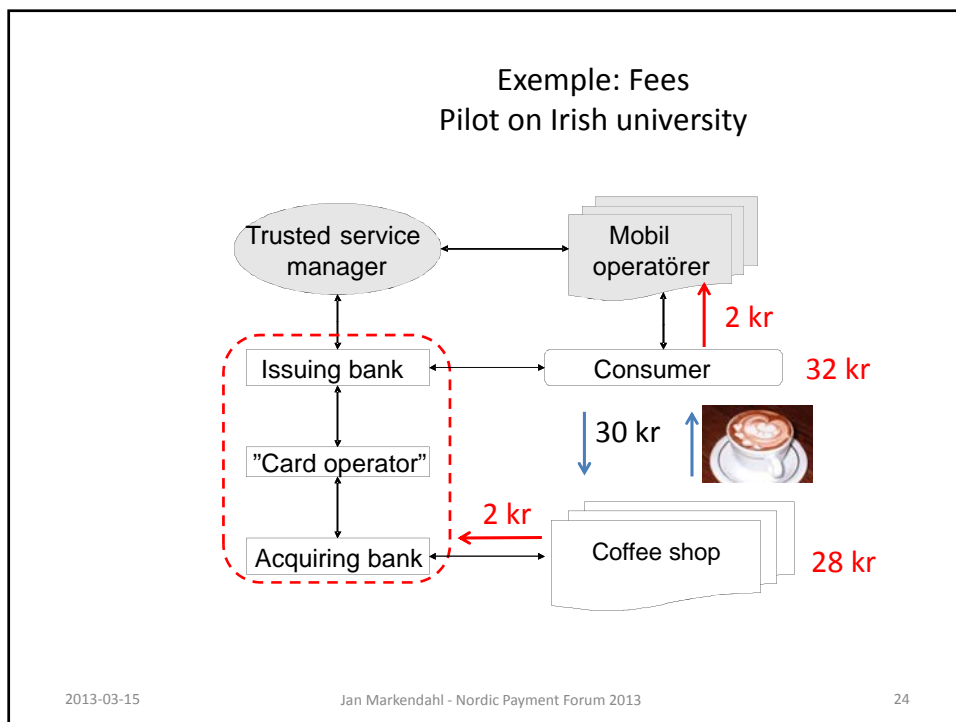 Exemple: Fees
Pilot on Irish university
Trusted service
manager
Mobil
operatörer
2 kr
Issuing bank
Consumer
32 kr
30 kr
”Card operator”
2 kr
Acquiring bank
Coffee shop
28 kr
2013-03-15
Jan Markendahl - Nordic Payment Forum 2013
24